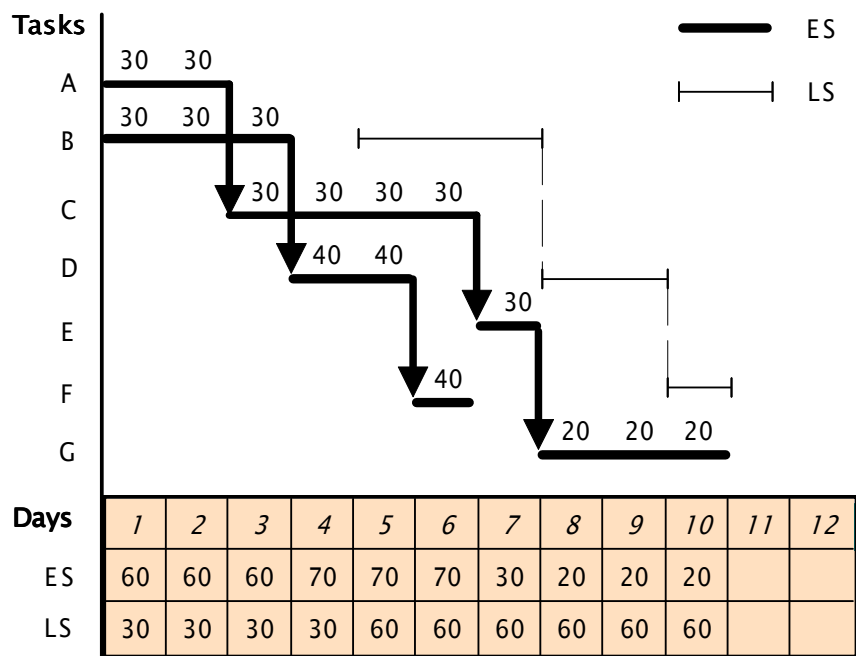 Tasks
ES
30 30
A
LS
30 30 30
B
30 30 30 30
C
40 40
D
30
E
40
F
20 20 20
G
Days 1 2 3 4 5 6 7 8 9 10 11 12
ES 60 60 60 70 70 70 30 20 20 20
LS 30 30 30 30 60 60 60 60 60 60